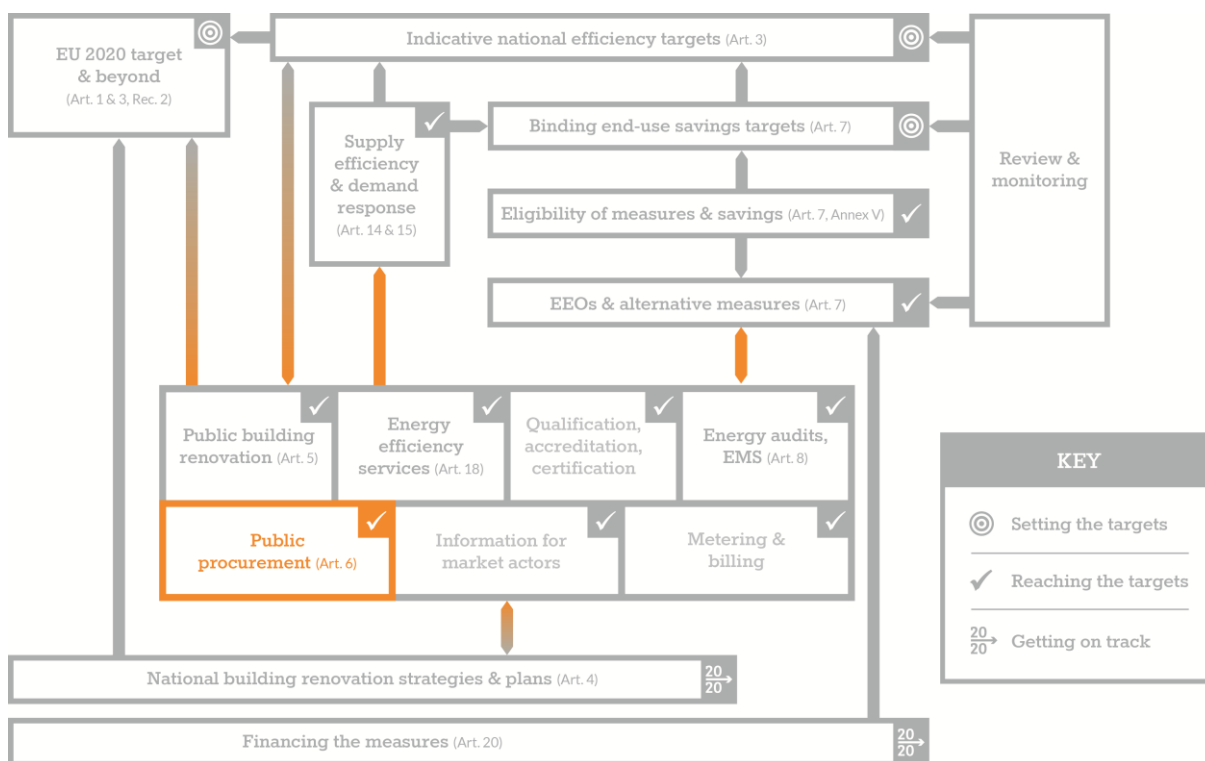 EU 2020 target
& beyond
(Art. 1 & 3, Rec. 2)
Indicative national efficiency targets (Art. 3)
Supply
efficiency
& demand
response
(Art. 14 & 15)
Binding end-use savings targets (Art. 7)
Eligibility of measures & savings (Art. 7, Annex V)
EEOs & alternative measures (Art. 7)
Review &
monitoring
Public building
renovation (Art. 5)
Energy
efficiency
services (Art. 18)
Qualification,
accreditation,
certification
Energy audits,
EMS (Art. 8)
Public
procurement (Art. 6)
Information for
market actors
Metering &
billing
National building renovation strategies & plans (Art. 4)
20
20
Financing the measures (Art. 20)
20
20
KEY
Setting the targets
Reaching the targets
20
20
Getting on track